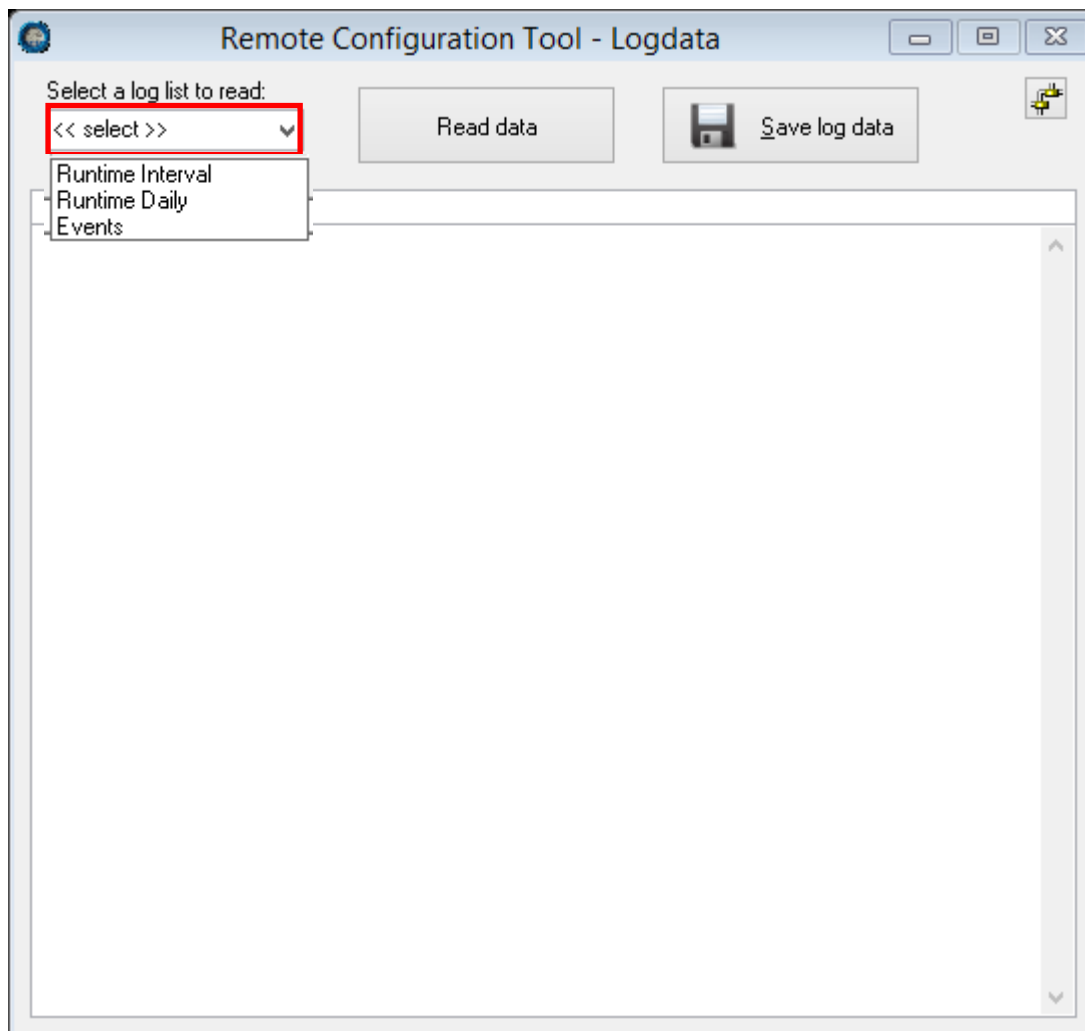 Remote Configuration Tool - Logdata
Select a log list to read:
<< select >>
Read data
Save log data
Runtime Interval
Runtime Daily
Events